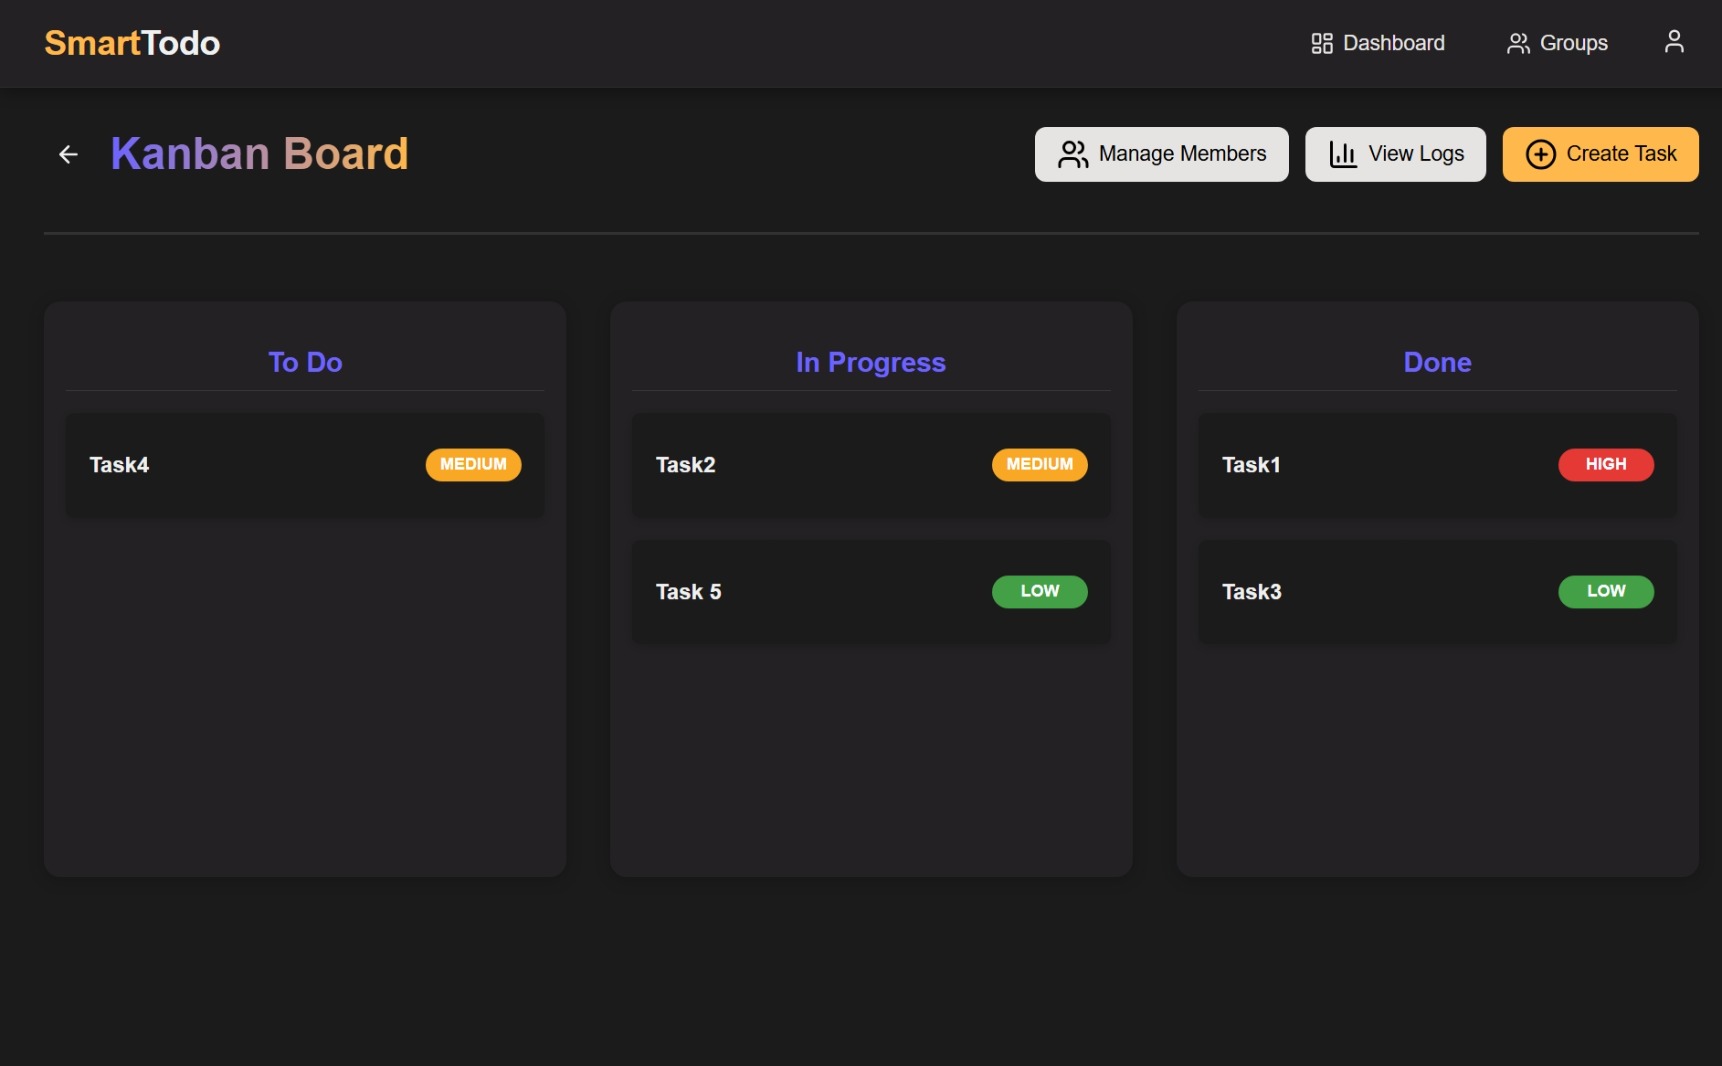 SmartTodo
Dashboard
Groups
Kanban Board
Manage Members
View Logs
Create Task
To Do
Task4
MEDIUM
In Progress
Task2
MEDIUM
Task 5
LOW
Done
Task1
HIGH
Task3
LOW